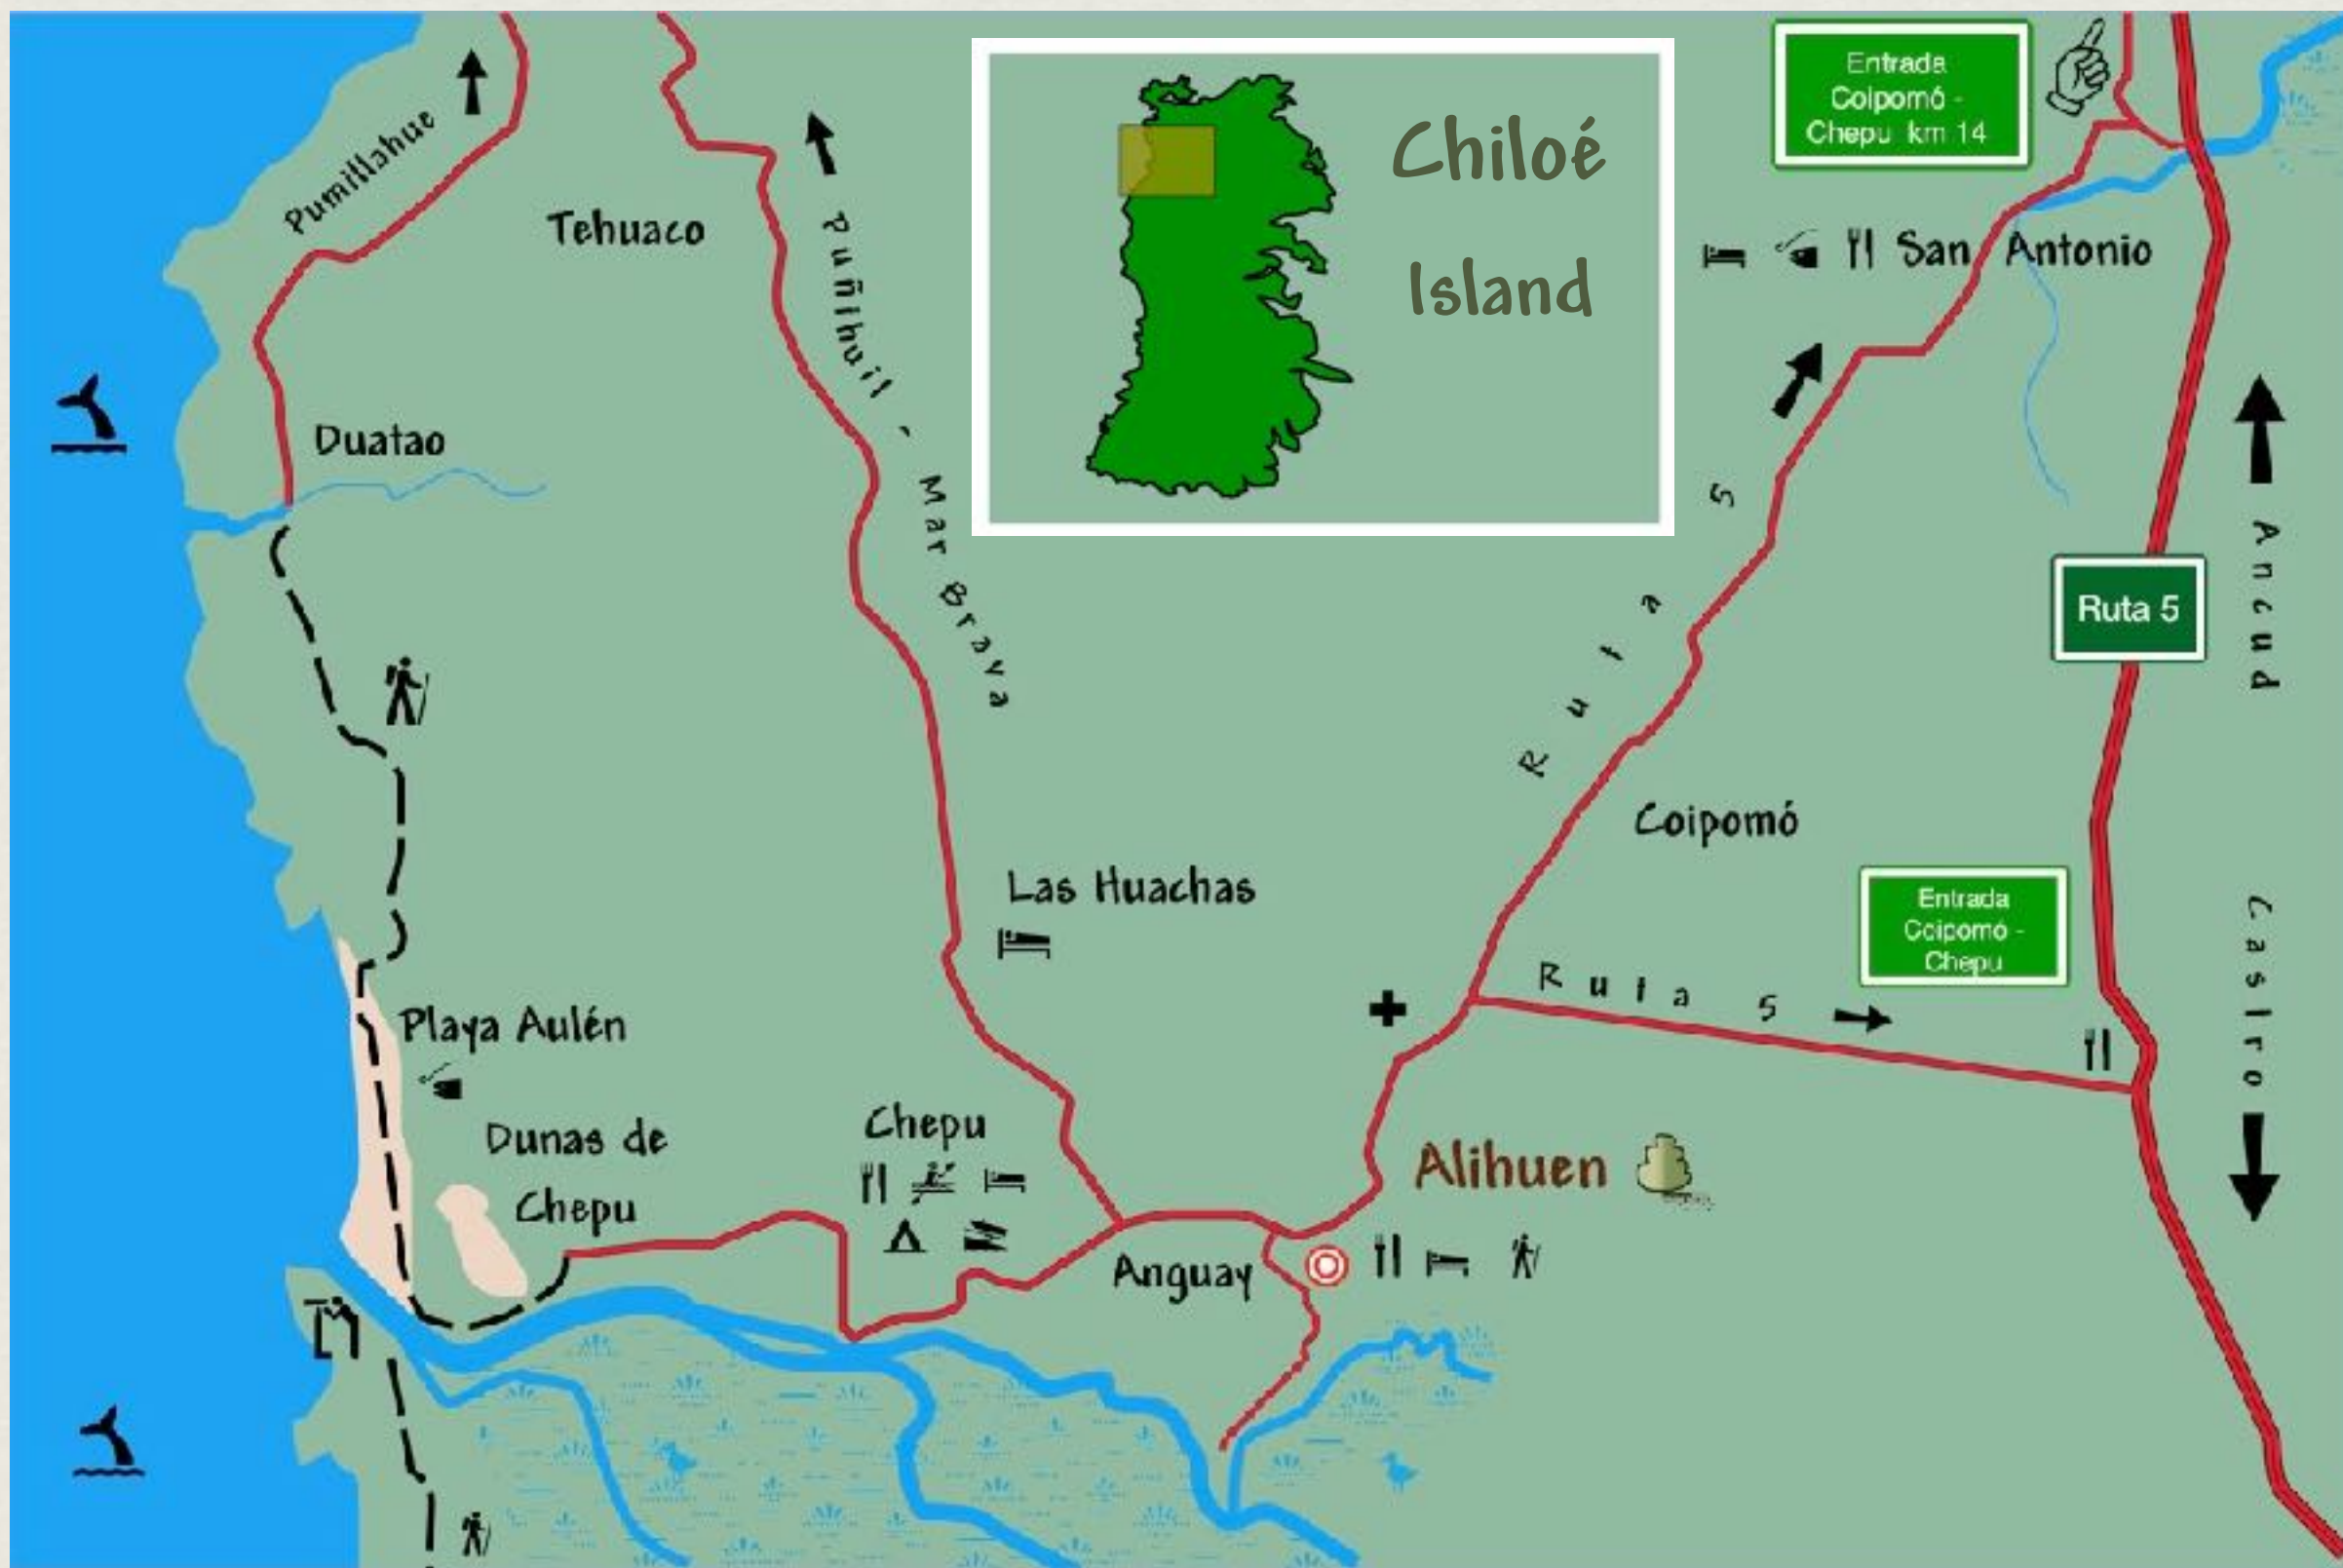 Entrada
Coipomó -
Chepu km 14
Chiloé
Island
Pumillahue
Tehuaco
Puñihuil - Mar Brava
San Antonio
Duatao
Ruta 5
Ruta 5
Ancud
Coipomó
Las Huachas
Entrada
Coipomó -
Chepu
Castro
Ruta 5
Playa Aulén
Chepu
Dunas de
Chepu
Alihuen
Anguay